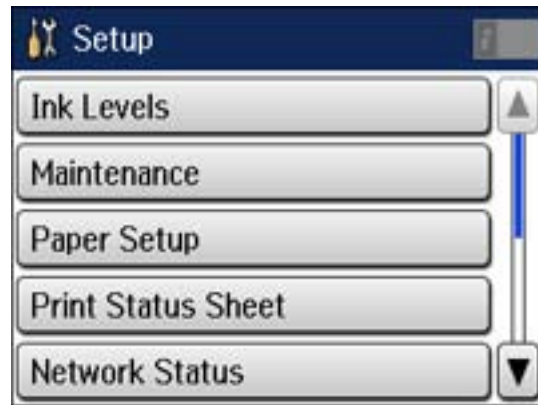 Setup
Ink Levels
Maintenance
Paper Setup
Print Status Sheet
Network Status